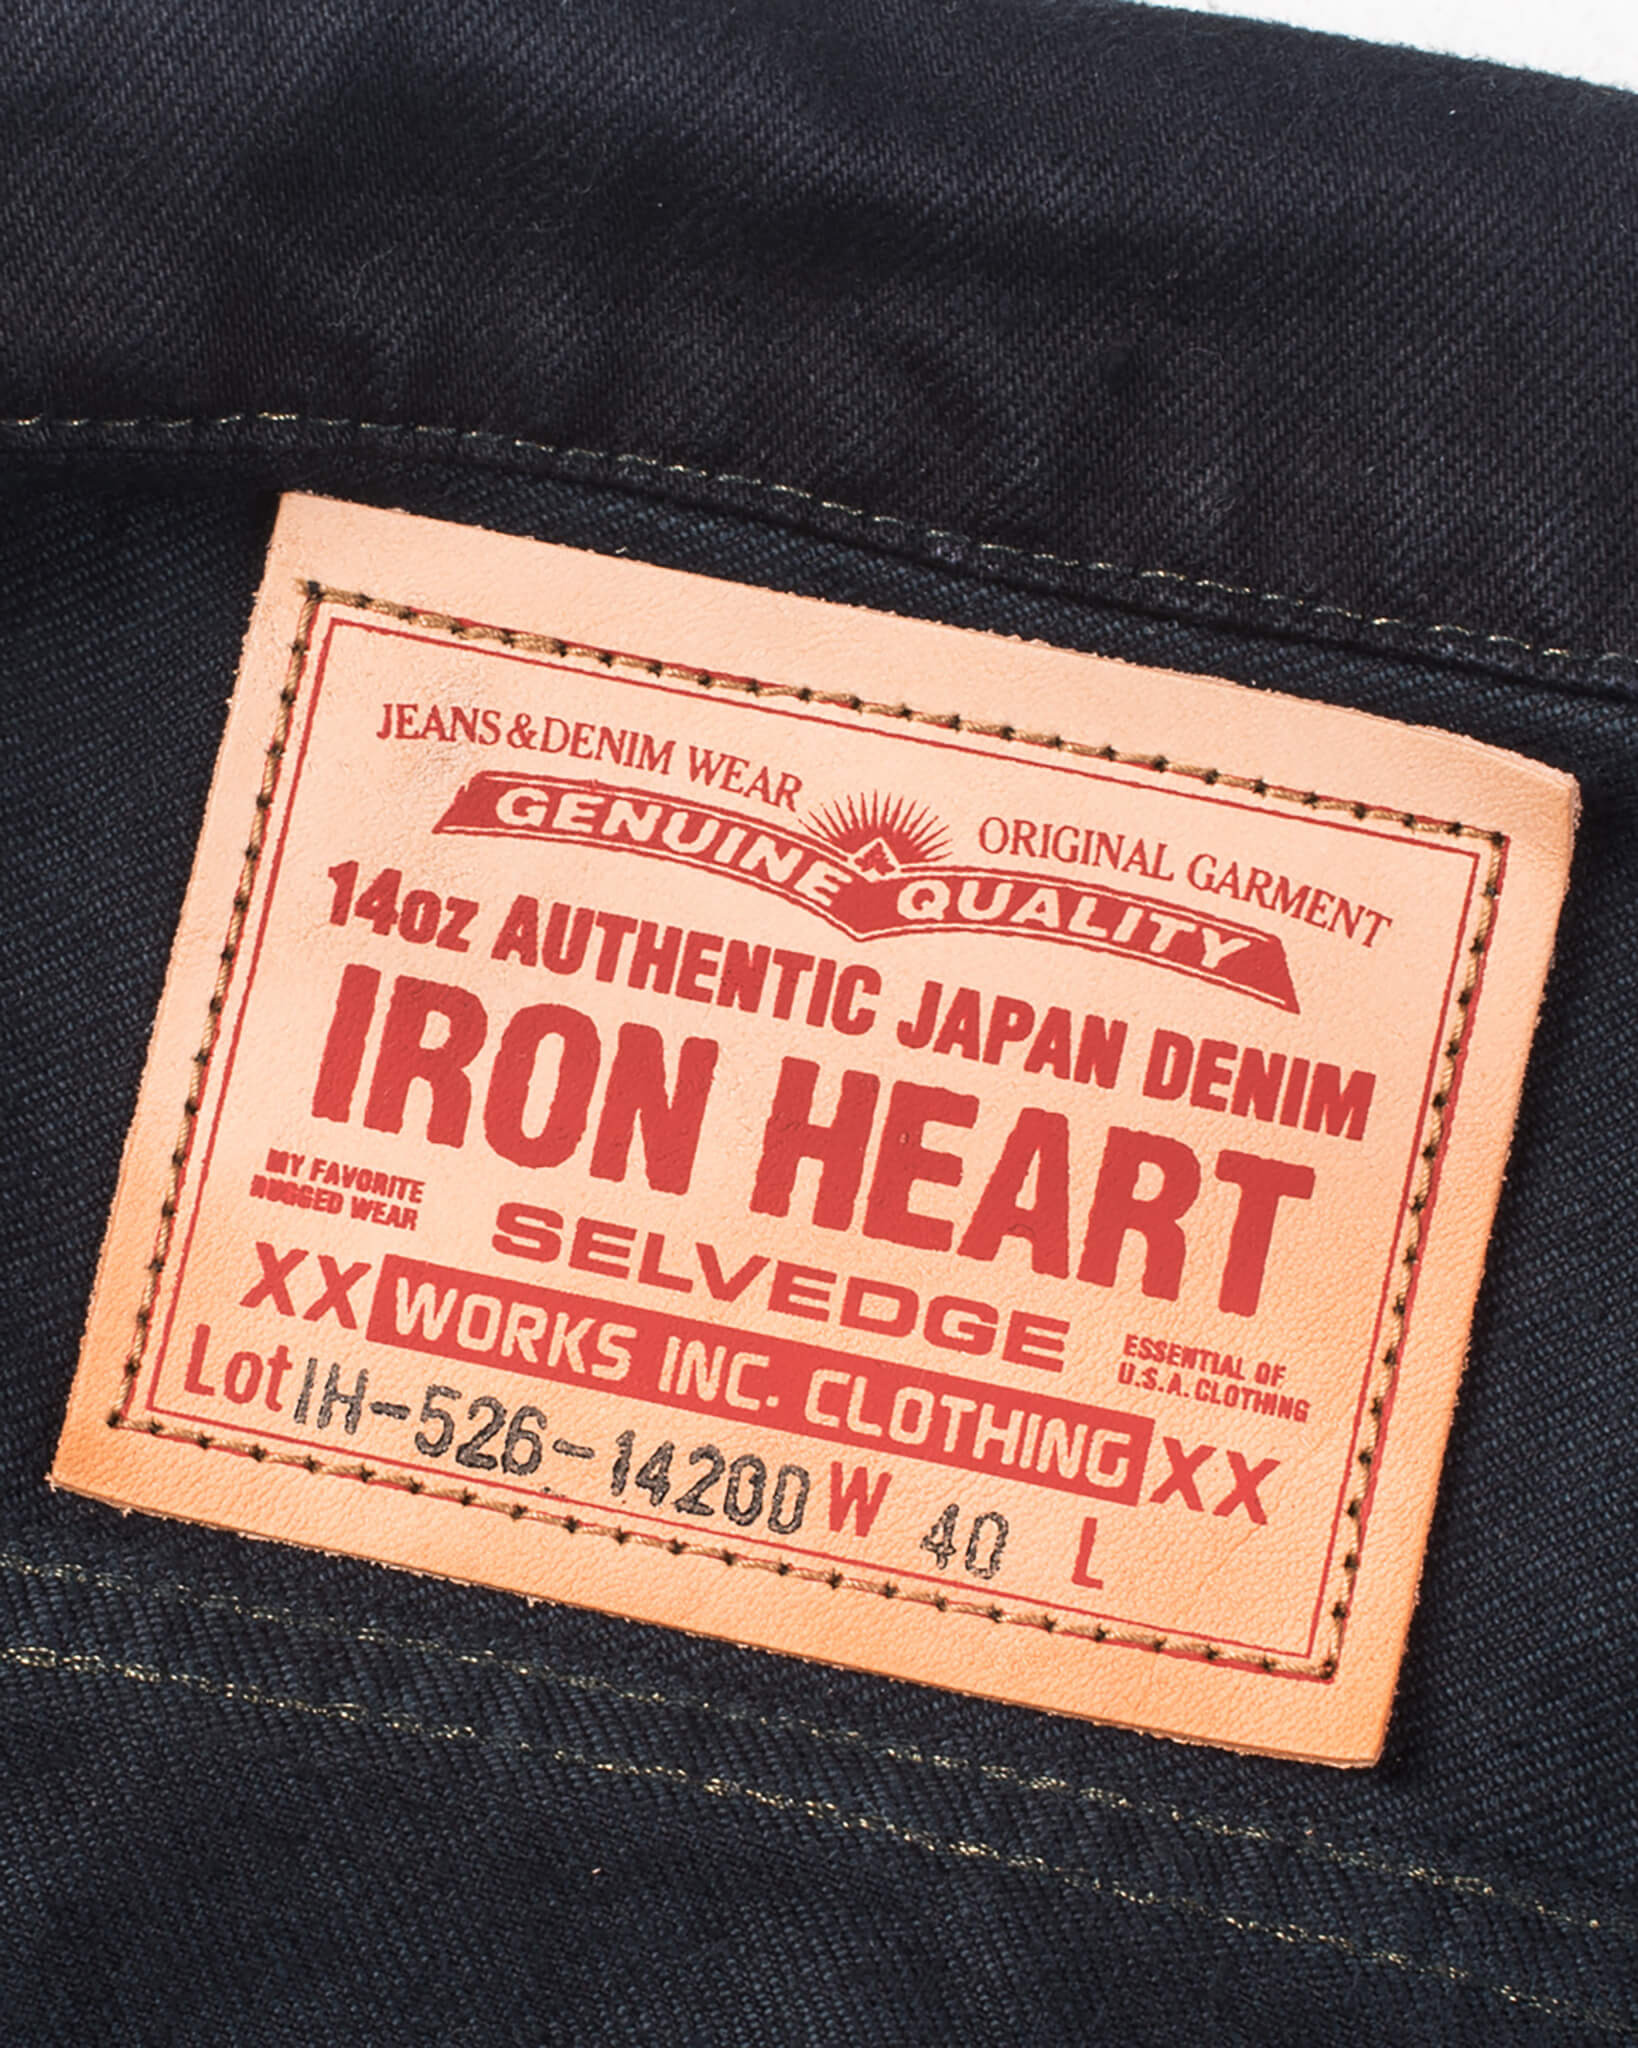 JEANS&DENIM WEAR
ORIGINAL GARMENT
GENUINE QUALITY
14oz AUTHENTIC JAPAN DENIM
IRON HEART
MY FAVORITE
RUGGED WEAR
SELVEDGE
ESSENTIAL OF
U.S.A. CLOTHING
XX WORKS INC. CLOTHING XX
Lot IH-526-142OD W 40 L